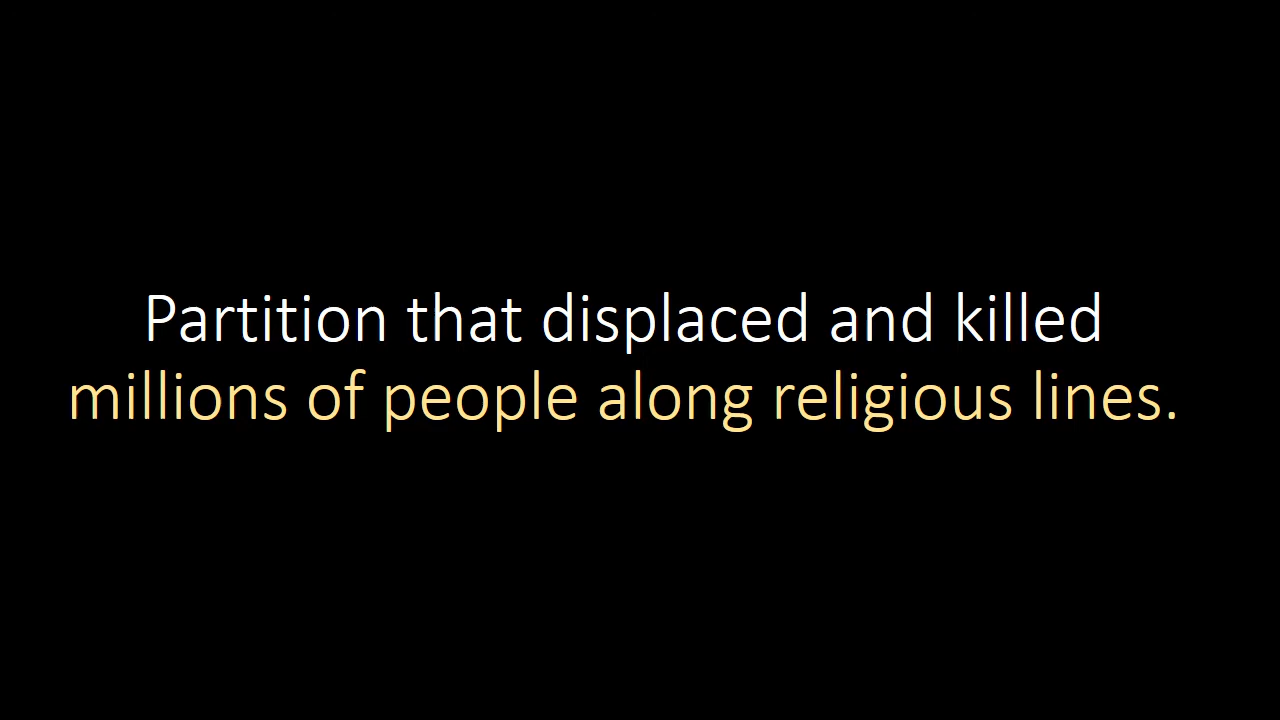 Partition that displaced and killed
millions of people along religious lines.